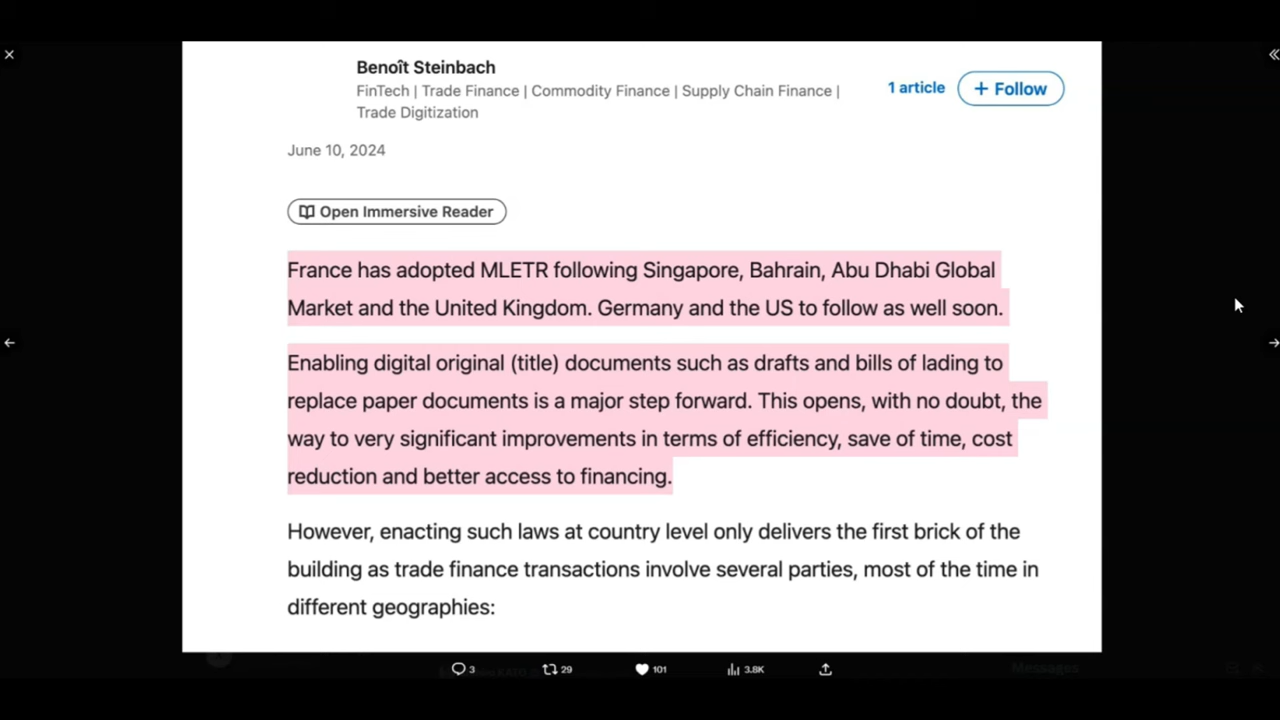 Benoît Steinbach
FinTech | Trade Finance | Commodity Finance | Supply Chain Finance |
Trade Digitization
1 article
+ Follow
June 10, 2024
Open Immersive Reader
France has adopted MLETR following Singapore, Bahrain, Abu Dhabi Global
Market and the United Kingdom. Germany and the US to follow as well soon.
Enabling digital original (title) documents such as drafts and bills of lading to
replace paper documents is a major step forward. This opens, with no doubt, the
way to very significant improvements in terms of efficiency, save of time, cost
reduction and better access to financing.
However, enacting such laws at country level only delivers the first brick of the
building as trade finance transactions involve several parties, most of the time in
different geographies:
3 29 101 3.8K
Messages